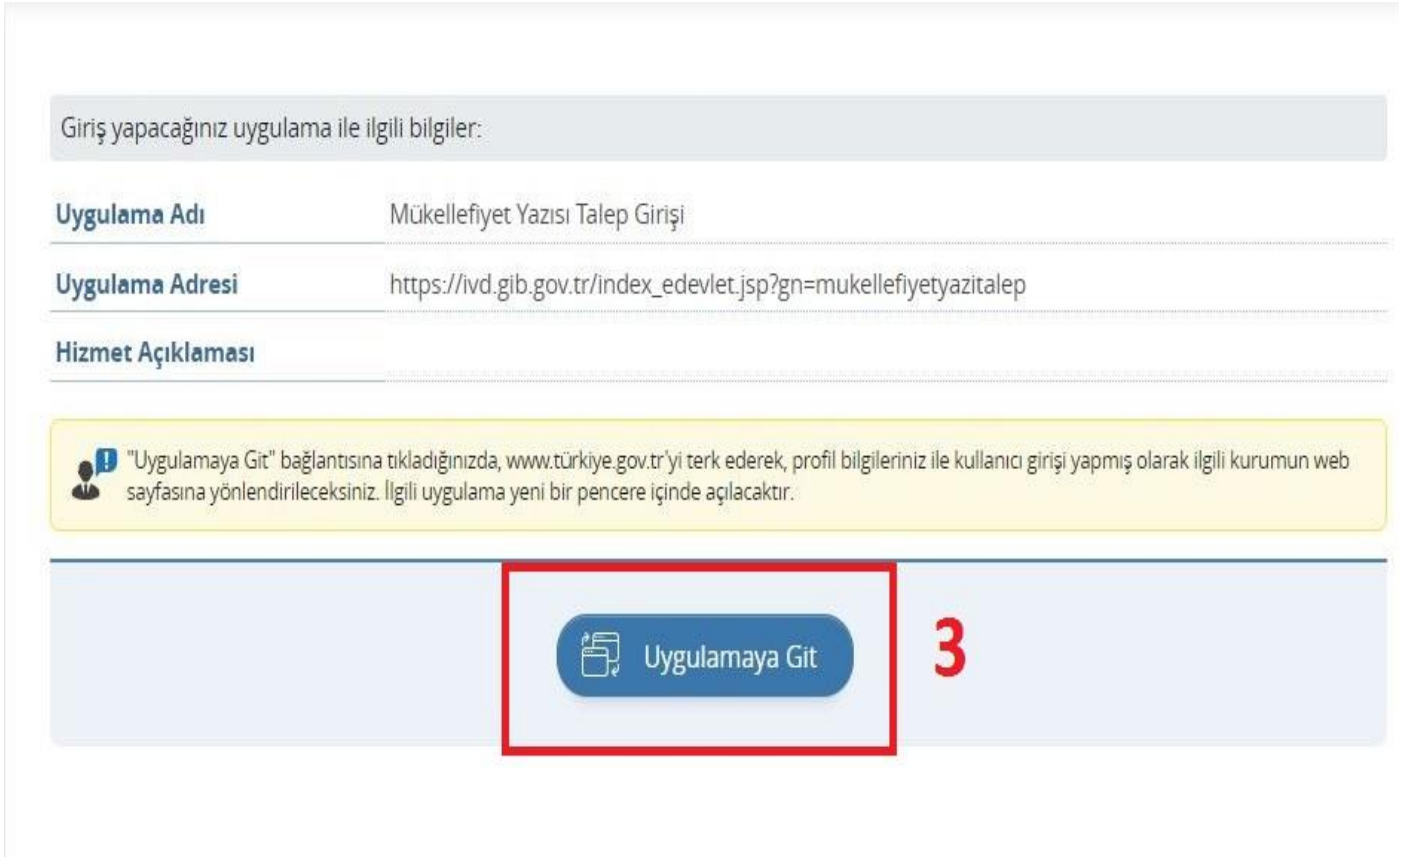 Giriş yapacağınız uygulama ile ilgili bilgiler:
Uygulama Adı Mükellefiyet Yazısı Talep Girişi
Uygulama Adresi https://ivd.gib.gov.tr/index_edevlet.jsp?gn=mukellefiyetyazitalep
Hizmet Açıklaması
"Uygulamaya Git" bağlantısına tıkladığınızda, www.türkiye.gov.tr'yi terk ederek, profil bilgileriniz ile kullanıcı girişi yapmış olarak ilgili kurumun web
sayfasına yönlendirileceksiniz. İlgili uygulama yeni bir pencere içinde açılacaktır.
Uygulamaya Git 3